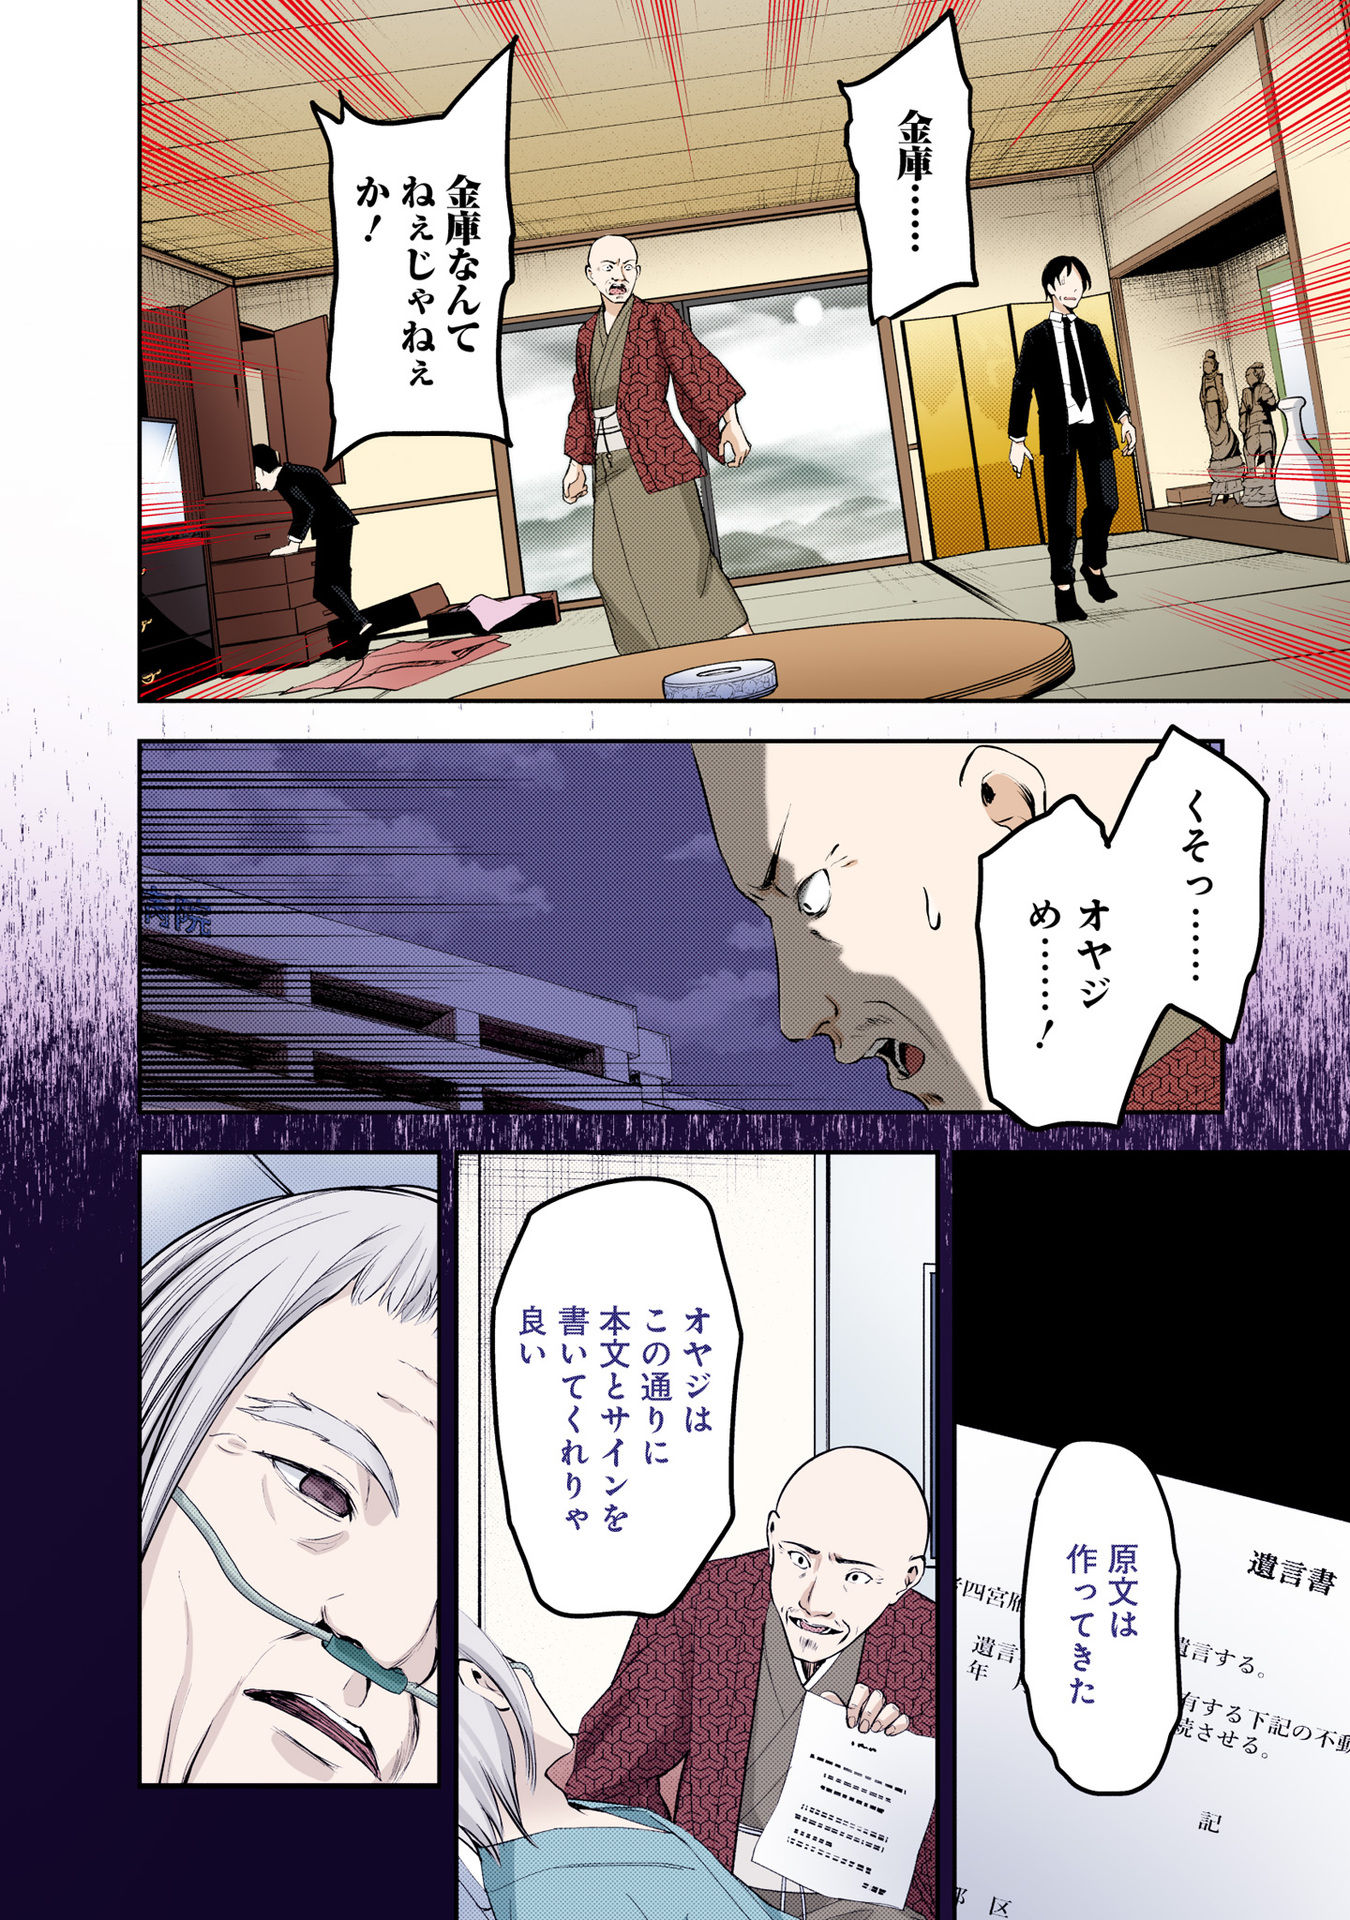 金庫……
金庫なんて
ねぇじゃねぇ
か！
くそっ……
オヤジ
め……！
病院
原文は
作ってきた
遺言書
四宮雁
遺言
遺言する。
年
有する下記の不動
続させる。
記
区
オヤジは
この通りに
本文とサインを
書いてくれりゃ
良い